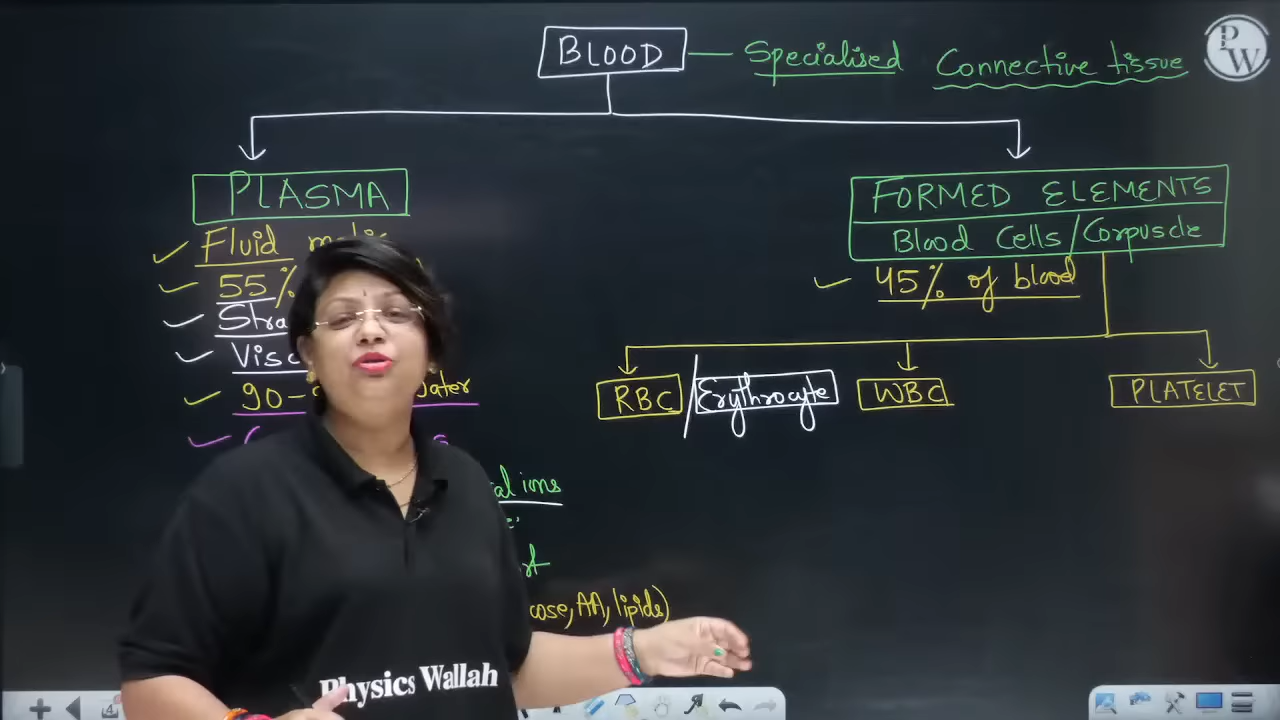 BLOOD — Specialised Connective tissue
PW
PLASMA
Fluid
55%
90- Water
FORMED ELEMENTS
Blood Cells/Corpuscle
45% of blood
RBC / Erythrocyte
WBC
PLATELET
AA, lipids)
Physics Wallah